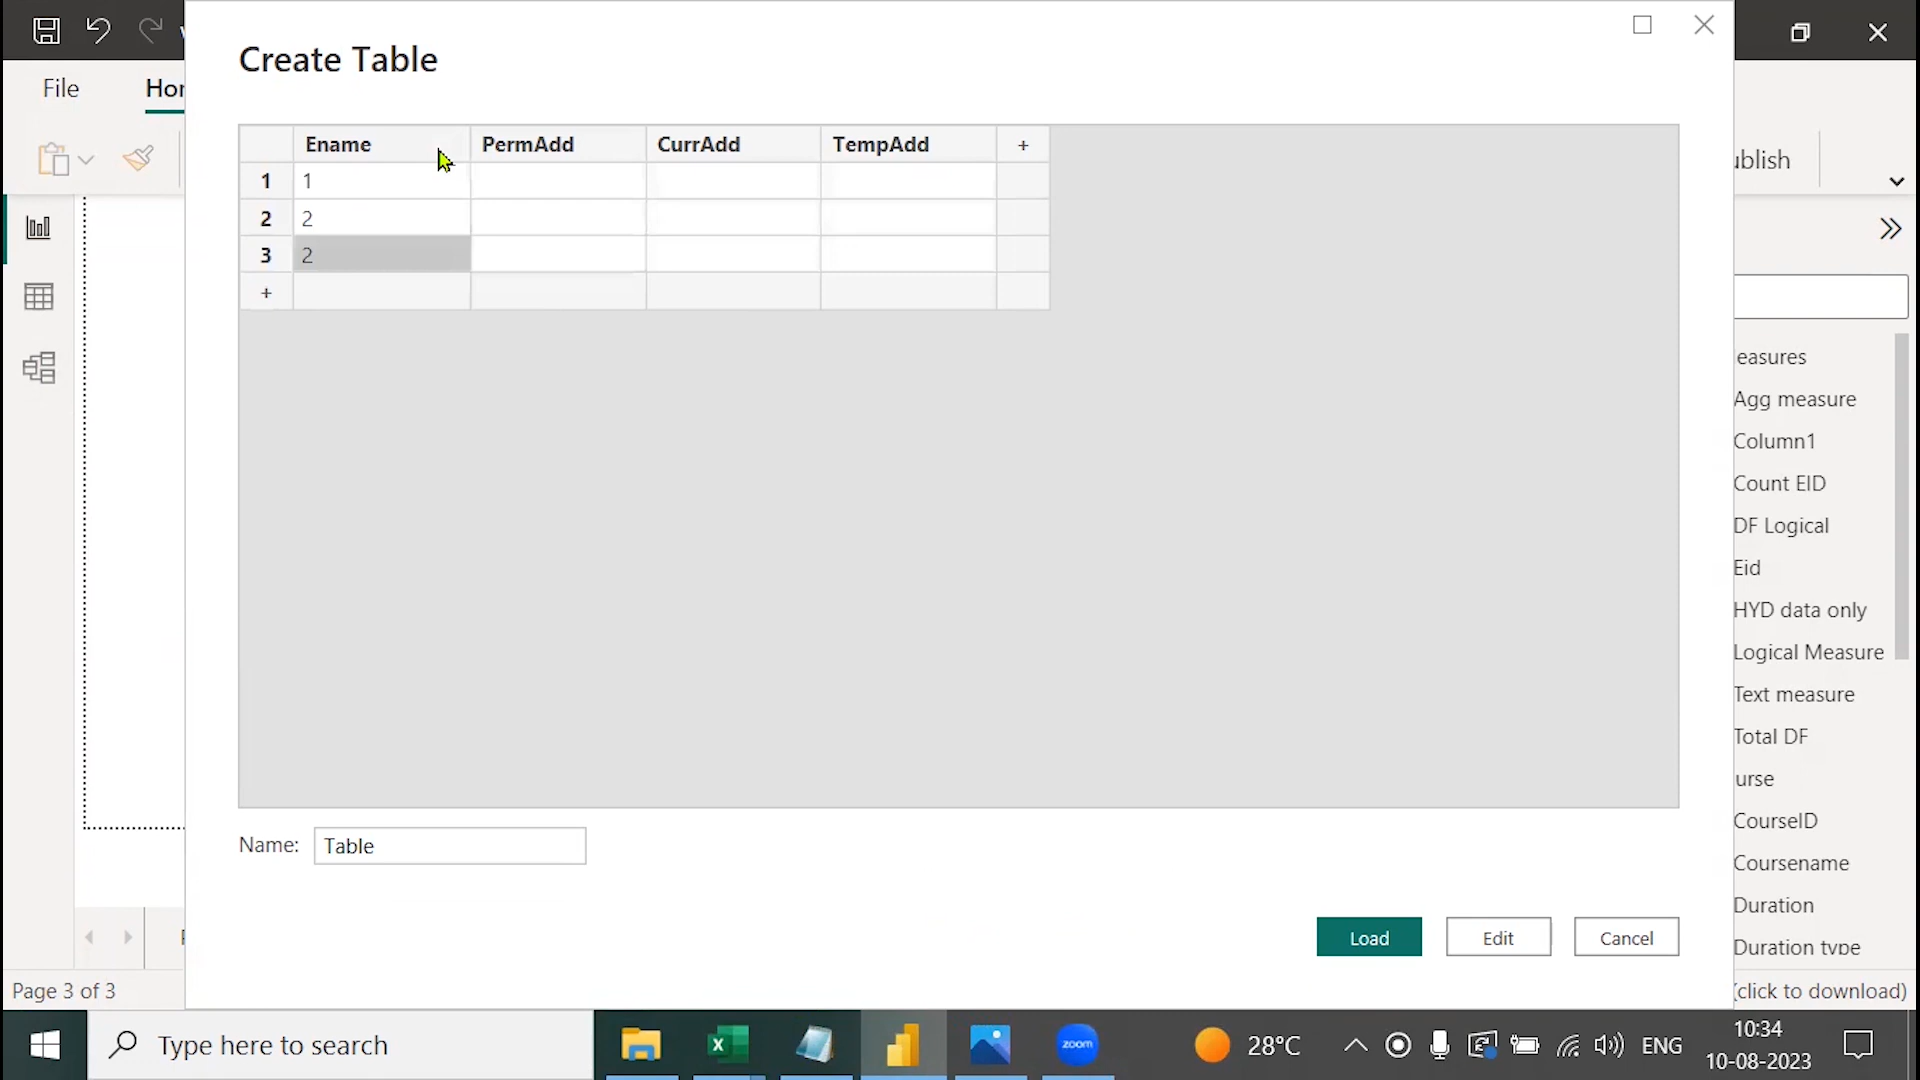 Create Table
File
Hor
ublish
Ename PermAdd CurrAdd TempAdd +
1 1
2 2
3 2
+
easures
Agg measure
Column1
Count EID
DF Logical
Eid
HYD data only
Logical Measure
Text measure
Total DF
urse
CourseID
Coursename
Duration
Duration type
Name: Table
Load Edit Cancel
Page 3 of 3
(click to download)
Type here to search
zoom
28°C
ENG
10:34
10-08-2023